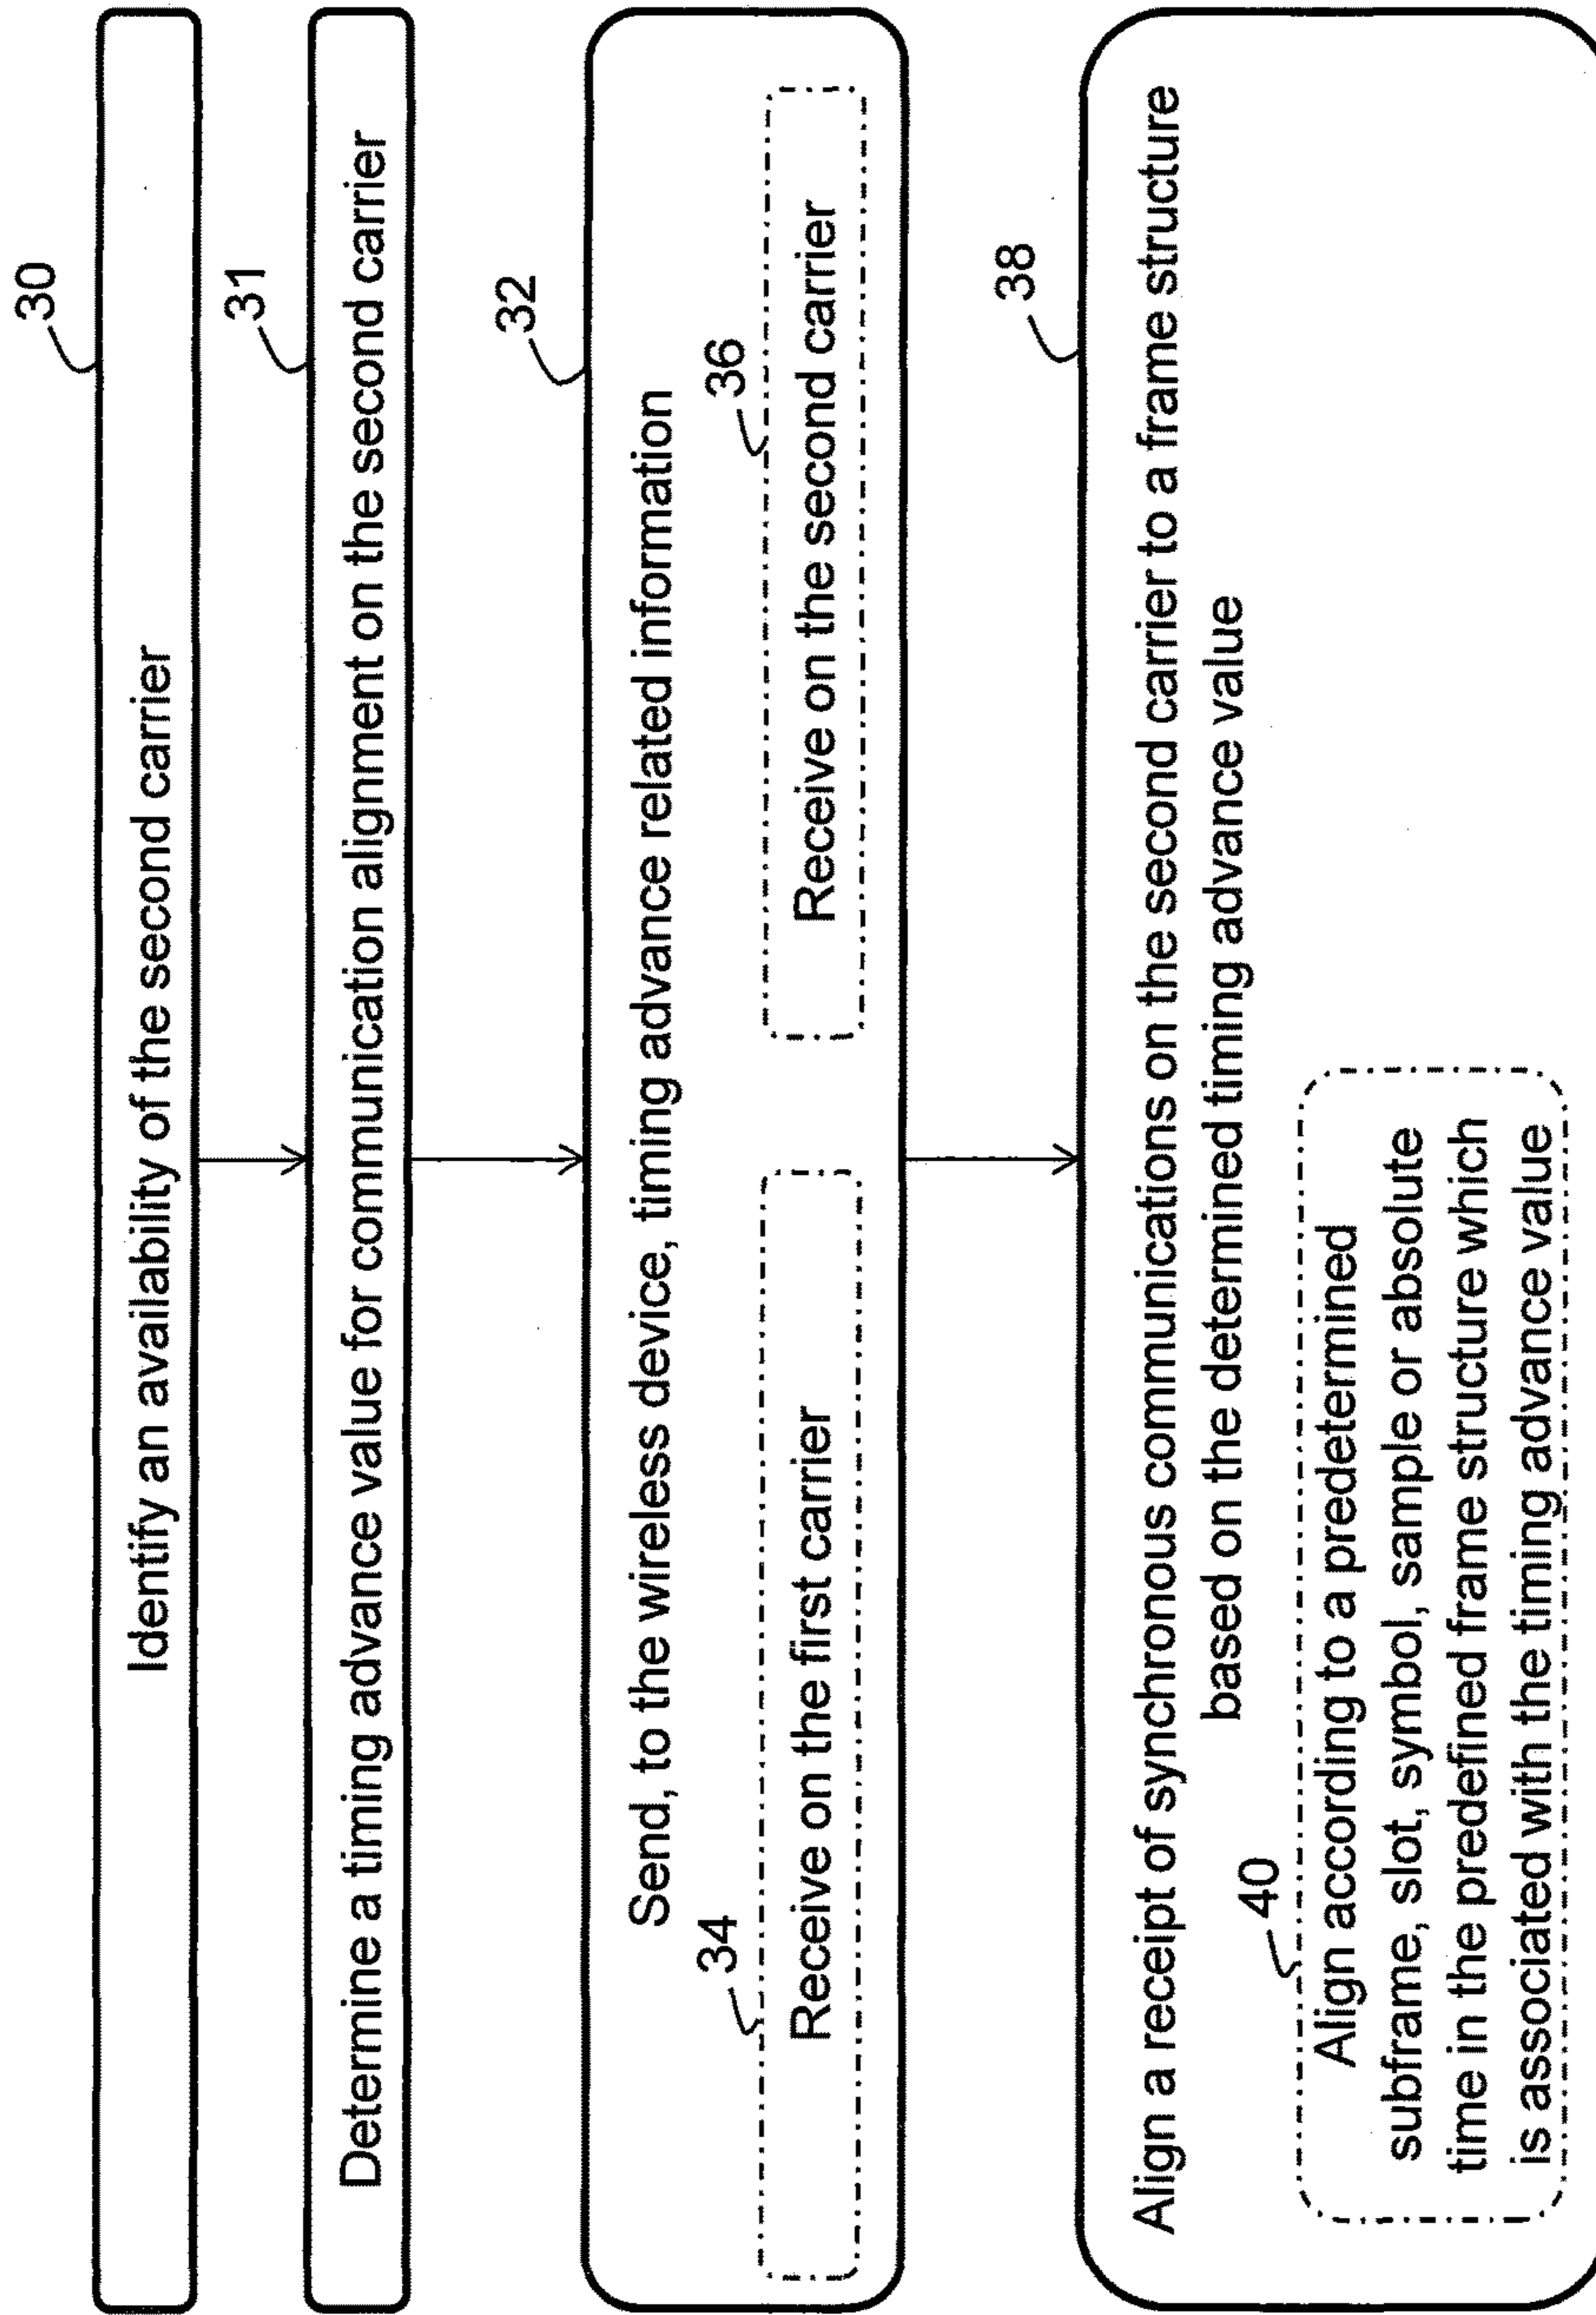 30
Identify an availability of the second carrier
31
Determine a timing advance value for communication alignment on the second carrier
32
Send, to the wireless device, timing advance related information
34
Receive on the first carrier
36
Receive on the second carrier
38
Align a receipt of synchronous communications on the second carrier to a frame structure
based on the determined timing advance value
40
Align according to a predetermined
subframe, slot, symbol, sample or absolute
time in the predefined frame structure which
is associated with the timing advance value